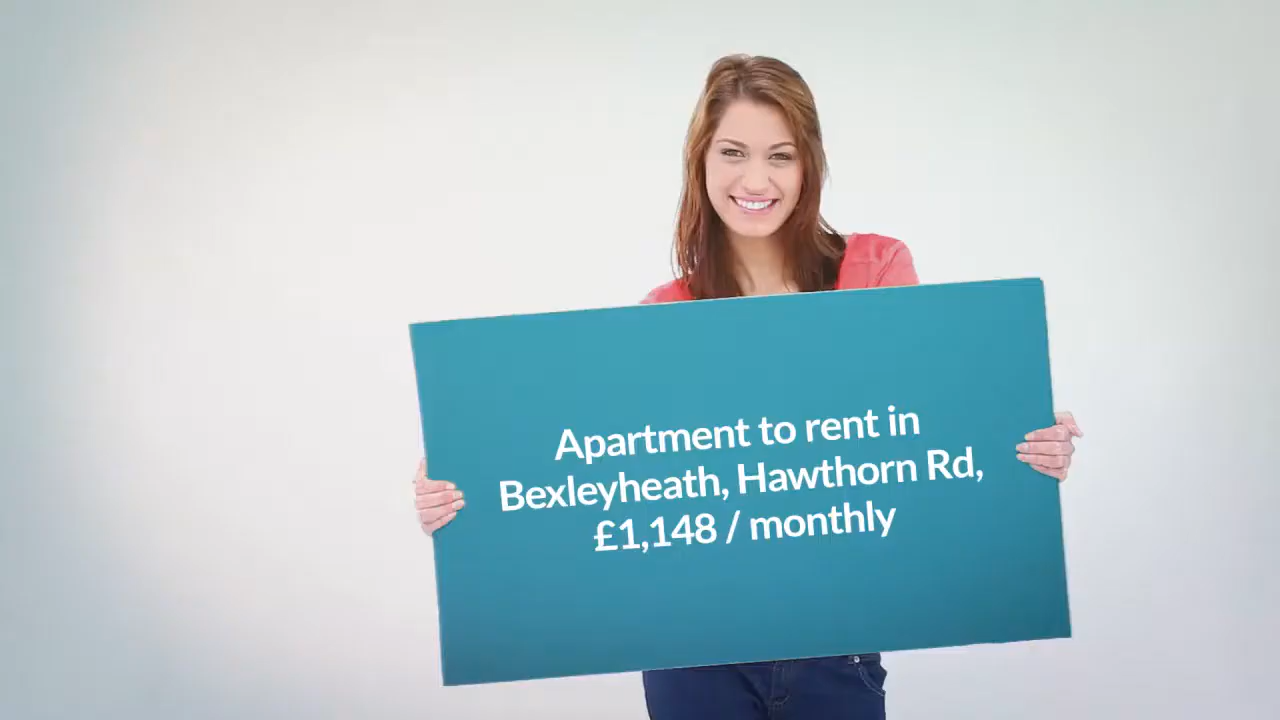 Apartment to rent in
Bexleyheath, Hawthorn Rd,
£1,148 / monthly